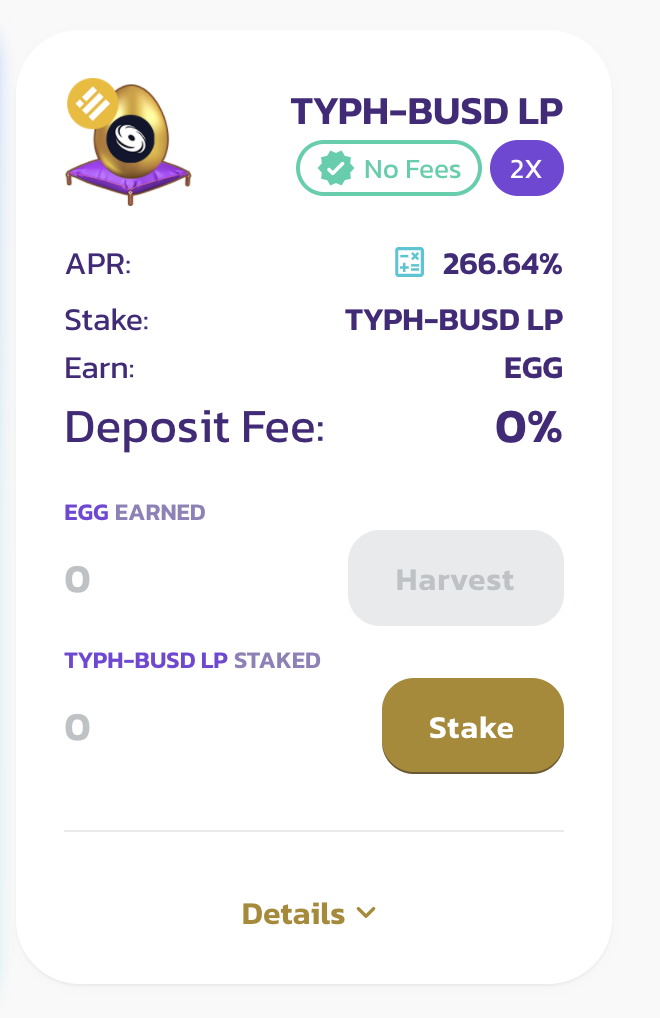 TYPH-BUSD LP
No Fees 2X
APR: 266.64%
Stake: TYPH-BUSD LP
Earn: EGG
Deposit Fee: 0%
EGG EARNED
0 Harvest
TYPH-BUSD LP STAKED
0 Stake
Details